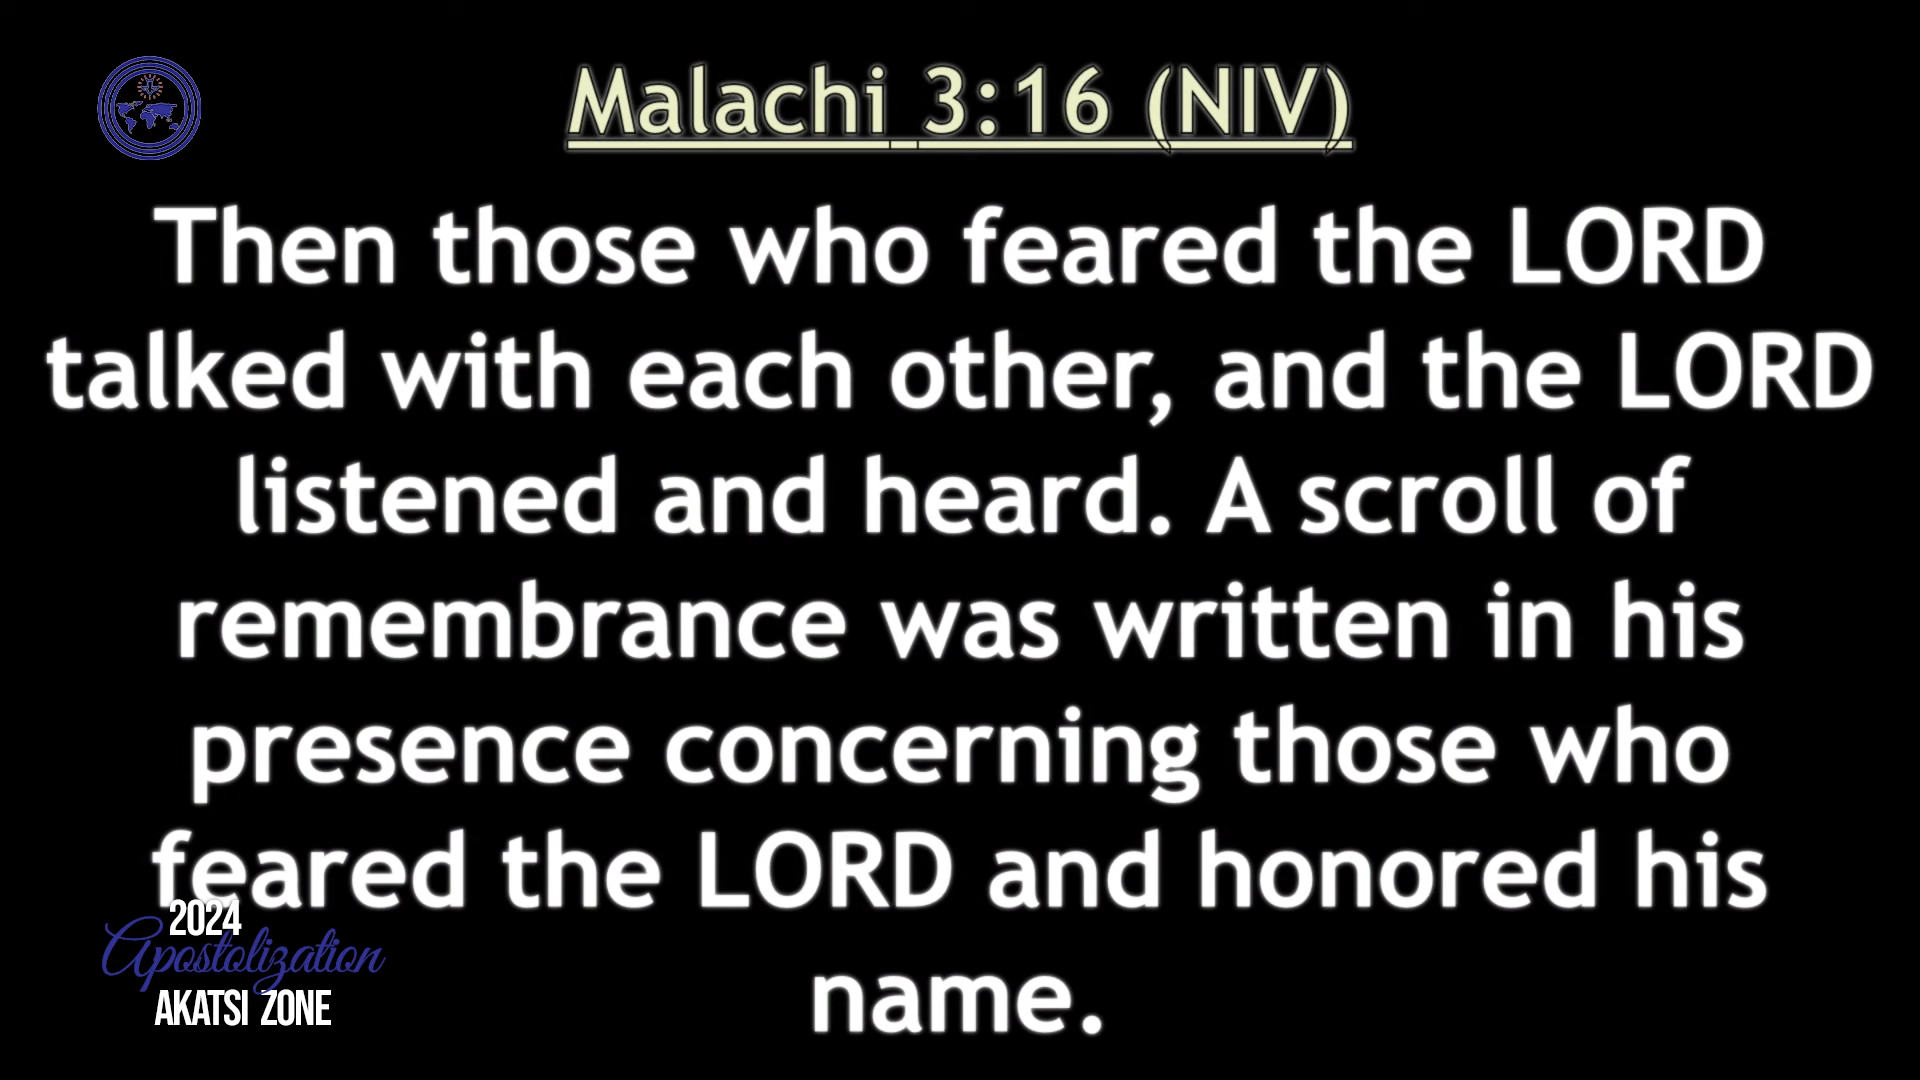 Malachi 3:16 (NIV)
Then those who feared the LORD
talked with each other, and the LORD
listened and heard. A scroll of
remembrance was written in his
presence concerning those who
feared the LORD and honored his
name.
2024
Apostolization
AKATSI ZONE